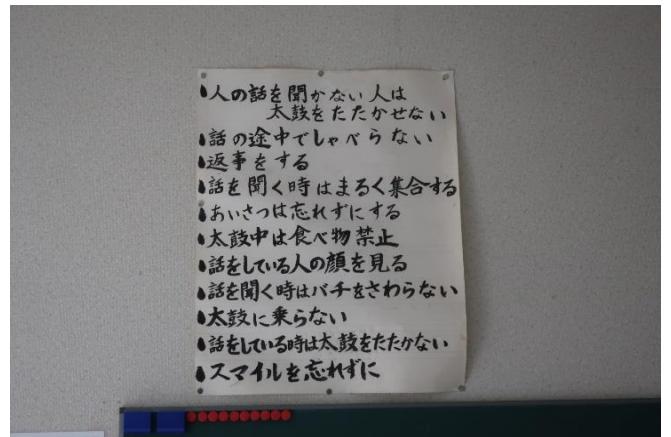 ・人の話を聞かない人は
太鼓をたたかせない
・話の途中でしゃべらない
・返事をする
・話を聞く時はまるく集合する
・あいさつは忘れずにする
・太鼓中は食べ物禁止
・話をしている人の顔を見る
・話を聞く時はバチをさわらない
・太鼓に乗らない
・話をしている時は太鼓をたたかない
・スマイルを忘れずに